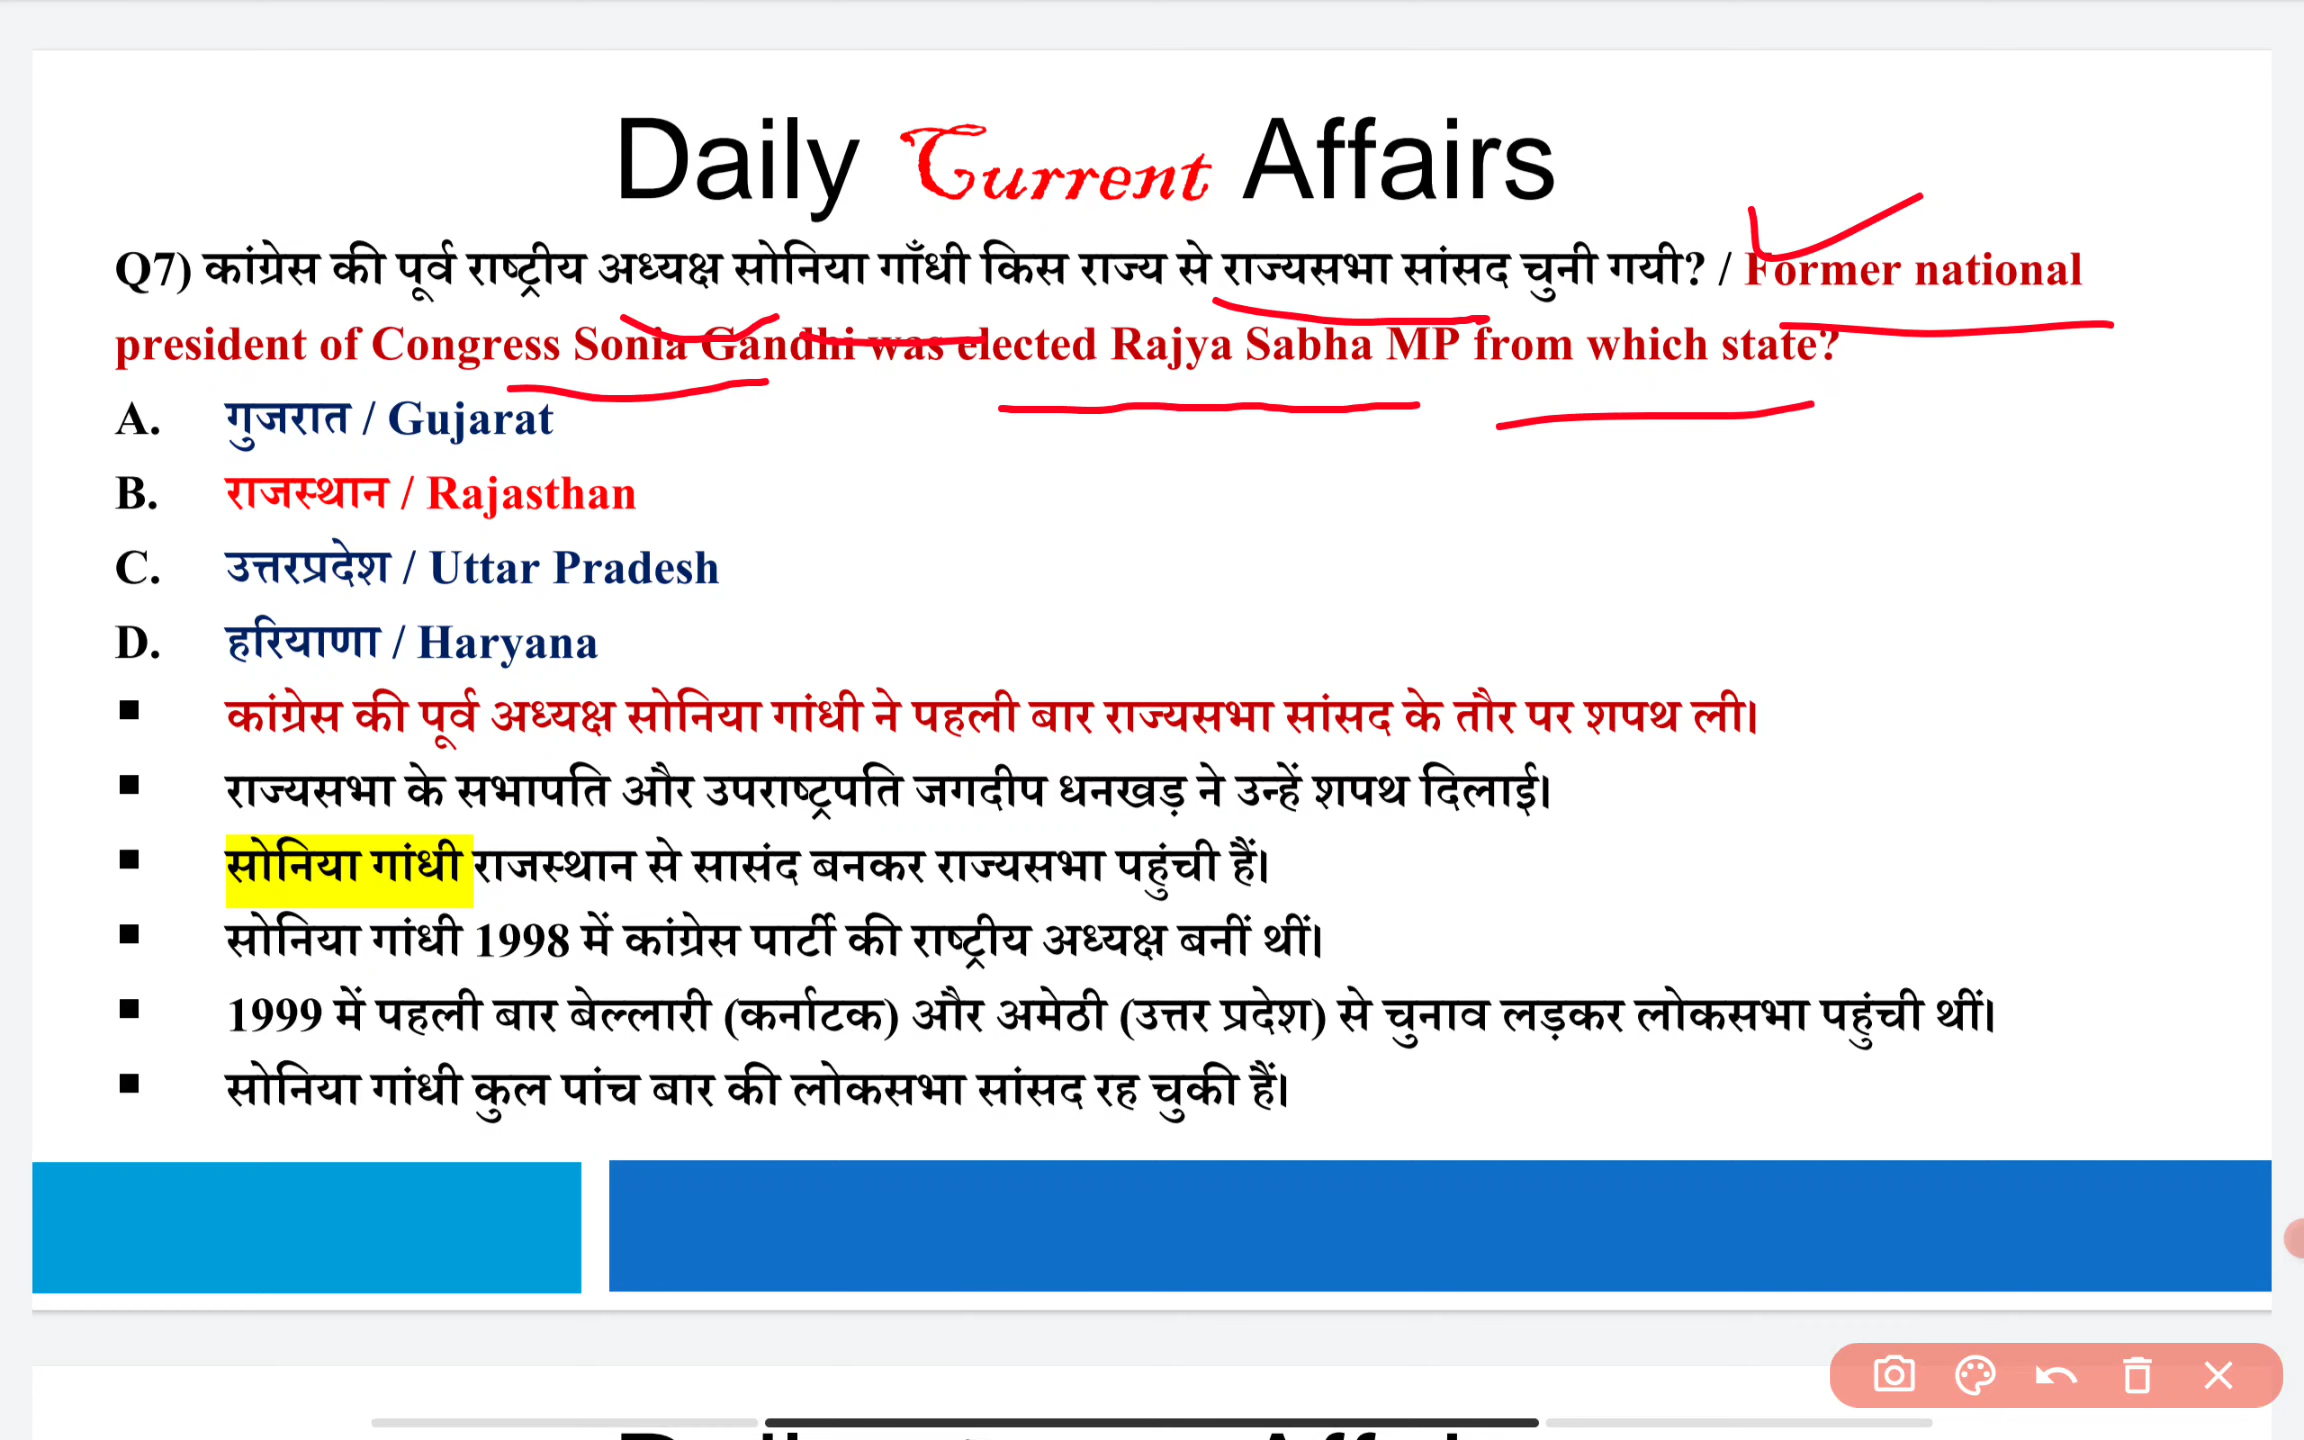 Daily Current Affairs
Q7) कांग्रेस की पूर्व राष्ट्रीय अध्यक्ष सोनिया गाँधी किस राज्य से राज्यसभा सांसद चुनी गयी? / Former national
president of Congress Sonia Gandhi was elected Rajya Sabha MP from which state?
A. गुजरात / Gujarat
B. राजस्थान / Rajasthan
C. उत्तरप्रदेश / Uttar Pradesh
D. हरियाणा / Haryana
▪ कांग्रेस की पूर्व अध्यक्ष सोनिया गांधी ने पहली बार राज्यसभा सांसद के तौर पर शपथ ली।
▪ राज्यसभा के सभापति और उपराष्ट्रपति जगदीप धनखड़ ने उन्हें शपथ दिलाई।
▪ सोनिया गांधी राजस्थान से सासंद बनकर राज्यसभा पहुंची हैं।
▪ सोनिया गांधी 1998 में कांग्रेस पार्टी की राष्ट्रीय अध्यक्ष बनीं थीं।
▪ 1999 में पहली बार बेल्लारी (कर्नाटक) और अमेठी (उत्तर प्रदेश) से चुनाव लड़कर लोकसभा पहुंची थीं।
▪ सोनिया गांधी कुल पांच बार की लोकसभा सांसद रह चुकी हैं।